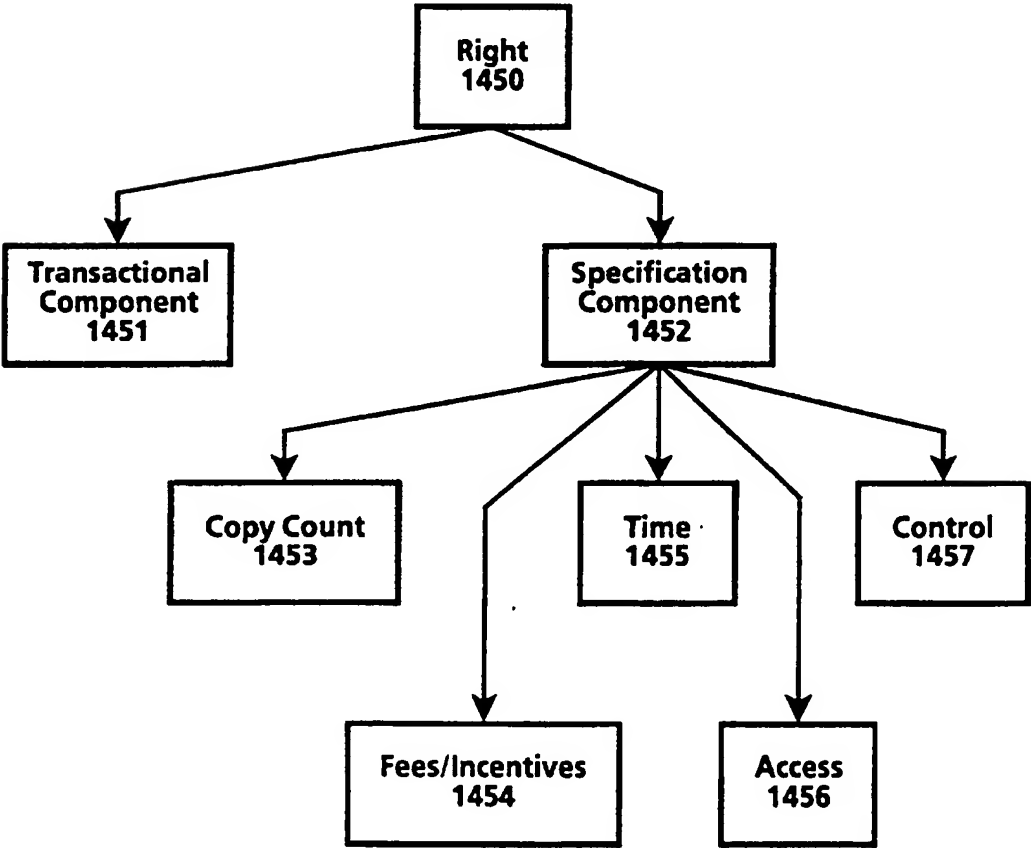 Right
1450
Transactional
Component
1451
Specification
Component
1452
Copy Count
1453
Time
1455
Control
1457
Fees/Incentives
1454
Access
1456